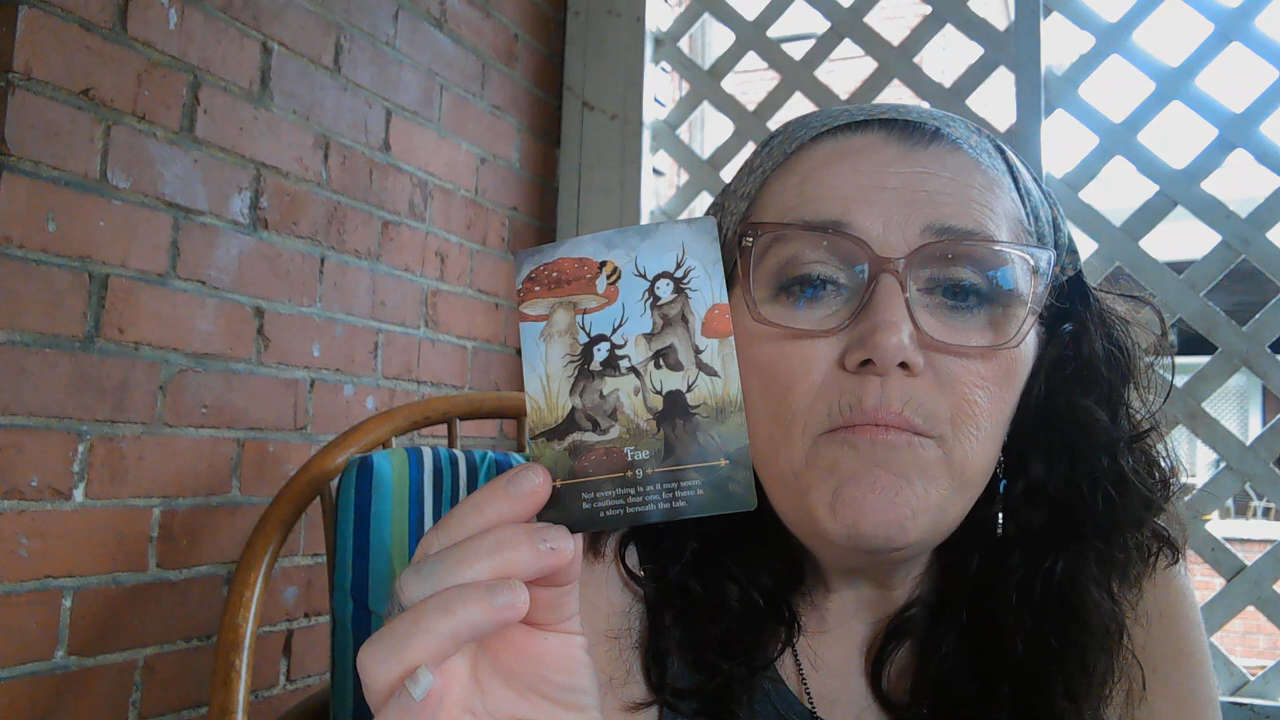 Fae
9
Not everything is as it may seem.
Be cautious, dear one, for there is
a story beneath the tale.